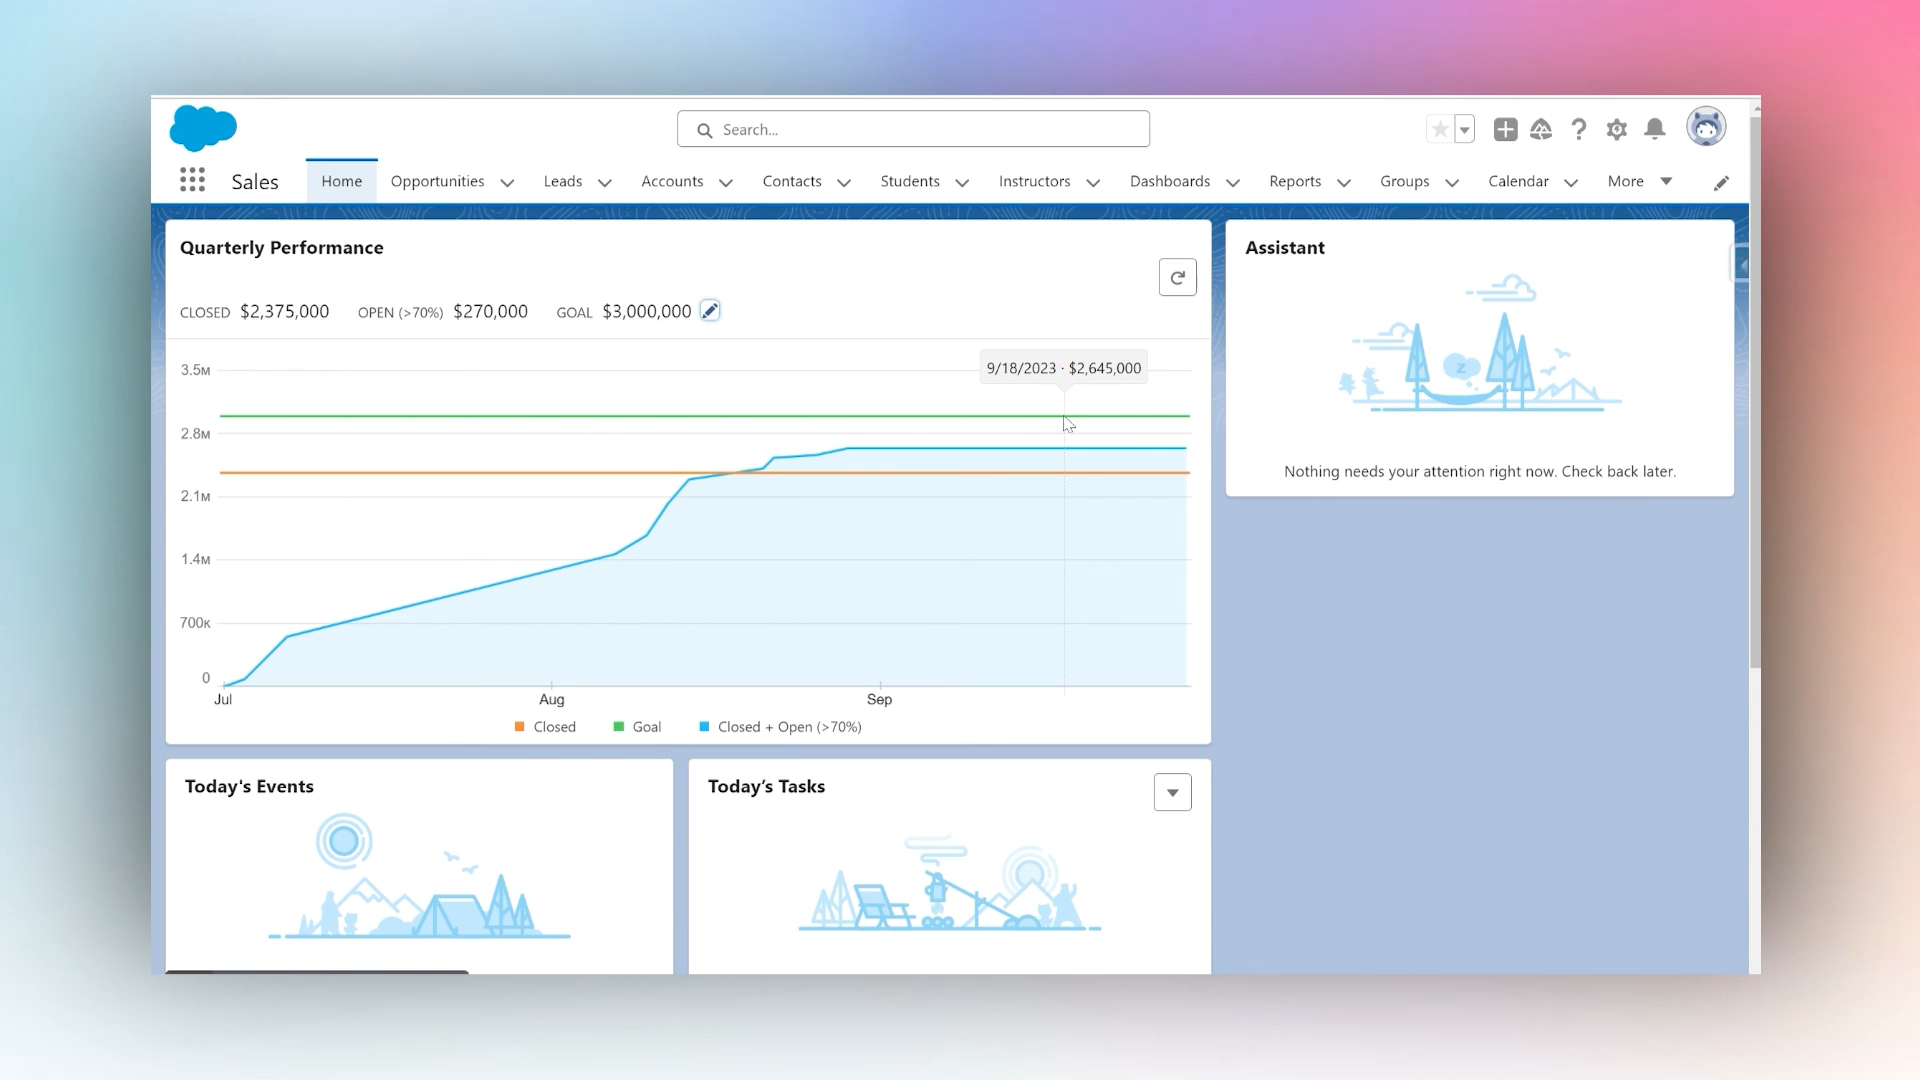 Search...
Sales Home Opportunities Leads Accounts Contacts Students Instructors Dashboards Reports Groups Calendar More
Quarterly Performance
CLOSED $2,375,000 OPEN (>70%) $270,000 GOAL $3,000,000
9/18/2023 · $2,645,000
3.5M
2.8M
2.1M
1.4M
700K
0
Jul Aug Sep
Closed Goal Closed + Open (>70%)
Assistant
z
Nothing needs your attention right now. Check back later.
Today's Events
Today’s Tasks